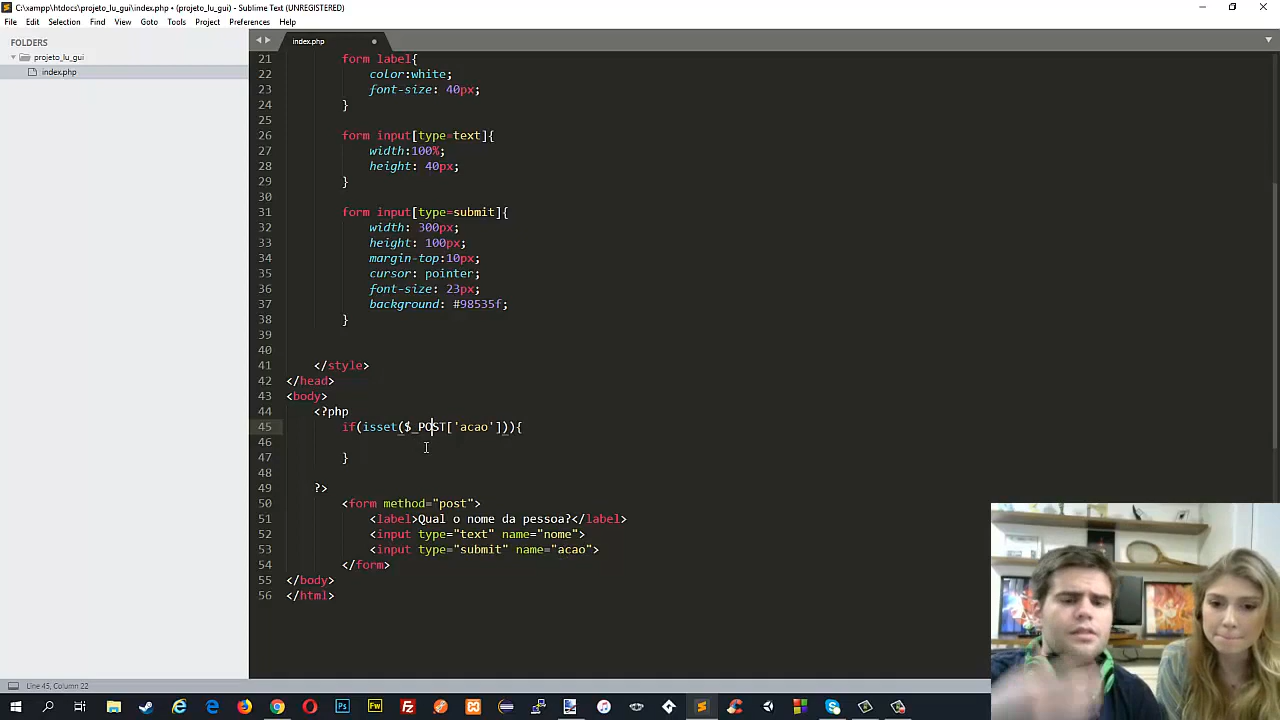 C:\xampp\htdocs\projeto_lu_gui\index.php • (projeto_lu_gui) - Sublime Text (UNREGISTERED)
File Edit Selection Find View Goto Tools Project Preferences Help
FOLDERS
projeto_lu_gui
index.php
index.php
21 form label{
22 color:white;
23 font-size: 40px;
24 }
25
26 form input[type=text]{
27 width:100%;
28 height: 40px;
29 }
30
31 form input[type=submit]{
32 width: 300px;
33 height: 100px;
34 margin-top:10px;
35 cursor: pointer;
36 font-size: 23px;
37 background: #98535f;
38 }
39
40
41 </style>
42 </head>
43 <body>
44 <?php
45 if(isset($_POST['acao'])){
46
47 }
48
49 ?>
50 <form method="post">
51 <label>Qual o nome da pessoa?</label>
52 <input type="text" name="nome">
53 <input type="submit" name="acao">
54 </form>
55 </body>
56 </html>
Line 45, Column 22
Ps
Fw